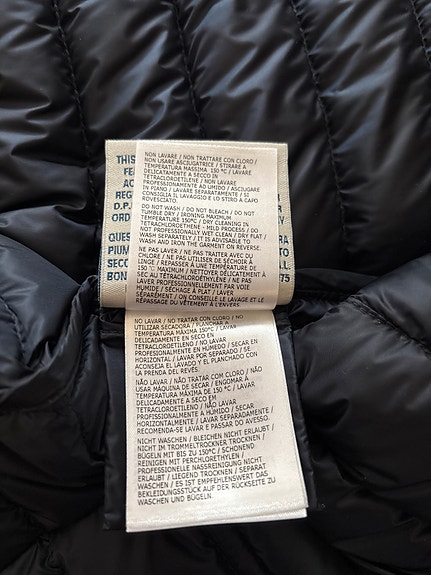 NON LAVARE / NON TRATTARE CON CLORO /
NON USARE ASCIUGATRICE / STIRARE A
TEMPERATURA MASSIMA 150 °C / LAVARE
DELICATAMENTE A SECCO IN
TETRACLOROETILENE / NON LAVARE
PROFESSIONALMENTE AD UMIDO / ASCIUGARE
IN PIANO / LAVARE SEPARATAMENTE / SI
CONSIGLIA IL LAVAGGIO E LO STIRO A CAPO
ROVESCIATO.
DO NOT WASH / DO NOT BLEACH / DO NOT
TUMBLE DRY / IRONING MAXIMUM
TEMPERATURE 150°C / DRY CLEANING IN
TETRACHLOROETHENE - MILD PROCESS / DO
NOT PROFESSIONALLY WET CLEAN / DRY FLAT /
WASH SEPARATELY / IT IS ADVISABLE TO
WASH AND IRON THE GARMENT ON REVERSE.
NE PAS LAVER / NE PAS TRAITER AVEC DU
CHLORE / NE PAS UTILISER DE SÉCHOIR À
LINGE / REPASSER À UNE TEMPÉRATURE DE
150 °C MAXIMUM / NETTOYER DÉLICATEMENT À
SEC AU TÉTRACHLOROÉTHYLÈNE / NE PAS
LAVER PROFESSIONNELLEMENT PAR VOIE
HUMIDE / SÉCHAGE À PLAT / LAVER
SÉPARÉMENT / ON CONSEILLE LE LAVAGE ET LE
REPASSAGE DU VÊTEMENT À L'ENVERS.
THIS
REG
D.P.
ORD
QUES
PIUM
SECO
BON
75
NO LAVAR / NO TRATAR CON CLORO / NO
UTILIZAR SECADORA / PLANCHAR A
TEMPERATURA MÁXIMA 150°C / LAVAR
DELICADAMENTE EN SECO EN
TETRACLOROETILENO / NO LAVAR
PROFESIONALMENTE EN HÚMEDO / SECAR EN
HORIZONTAL / LAVAR POR SEPARADO / SE
ACONSEJA EL LAVADO Y EL PLANCHADO CON
LA PRENDA DEL REVÉS.
NÃO LAVAR / NÃO TRATAR COM CLORO / NÃO
USAR MÁQUINA DE SECAR / ENGOMAR À
TEMPERATURA MÁXIMA DE 150 °C / LAVAR
DELICADAMENTE A SECO EM
TETRACLOROETILENO / NÃO LAVAR
PROFISSIONALMENTE A HÚMIDO / SECAR
HORIZONTALMENTE / LAVAR SEPARADAMENTE /
RECOMENDA-SE LAVAR E PASSAR DO AVESSO.
NICHT WASCHEN / BLEICHEN NICHT ERLAUBT /
NICHT IM TROMMELTROCKNER TROCKNEN /
BÜGELN MIT BIS ZU 150°C / SCHONEND
REINIGEN MIT PERCHLORETHYLEN /
PROFESSIONELLE NASSREINIGUNG NICHT
ERLAUBT / LIEGEND TROCKNEN / SEPARAT
WASCHEN / ES IST EMPFEHLENSWERT DAS
BEKLEIDUNGSSTÜCK AUF DER RÜCKSEITE ZU
WASCHEN UND BÜGELN.